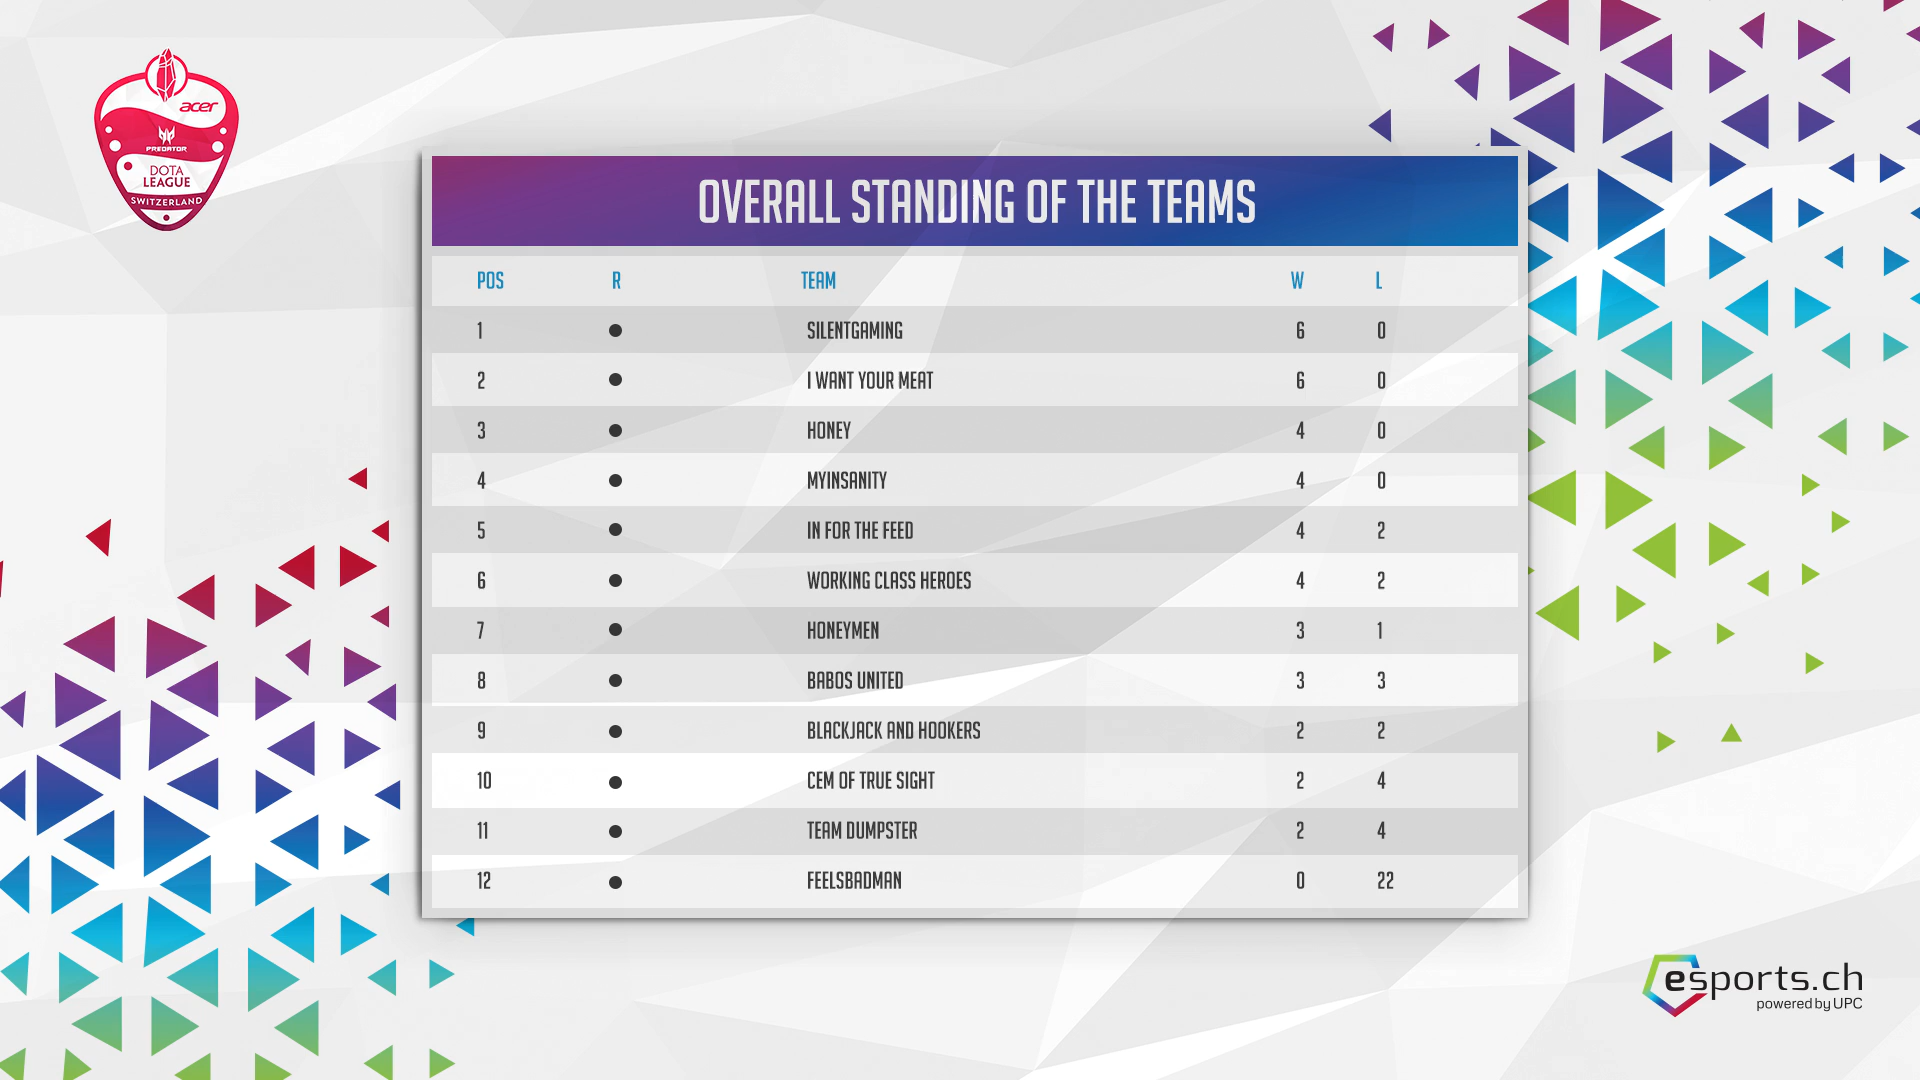 acer
PREDATOR
DOTA
LEAGUE
SWITZERLAND
OVERALL STANDING OF THE TEAMS
POS R TEAM W L
1 ● SILENTGAMING 6 0
2 ● I WANT YOUR MEAT 6 0
3 ● HONEY 4 0
4 ● MYINSANITY 4 0
5 ● IN FOR THE FEED 4 2
6 ● WORKING CLASS HEROES 4 2
7 ● HONEYMEN 3 1
8 ● BABOS UNITED 3 3
9 ● BLACKJACK AND HOOKERS 2 2
10 ● CEM OF TRUE SIGHT 2 4
11 ● TEAM DUMPSTER 2 4
12 ● FEELSBADMAN 0 22
esports.ch
powered by UPC